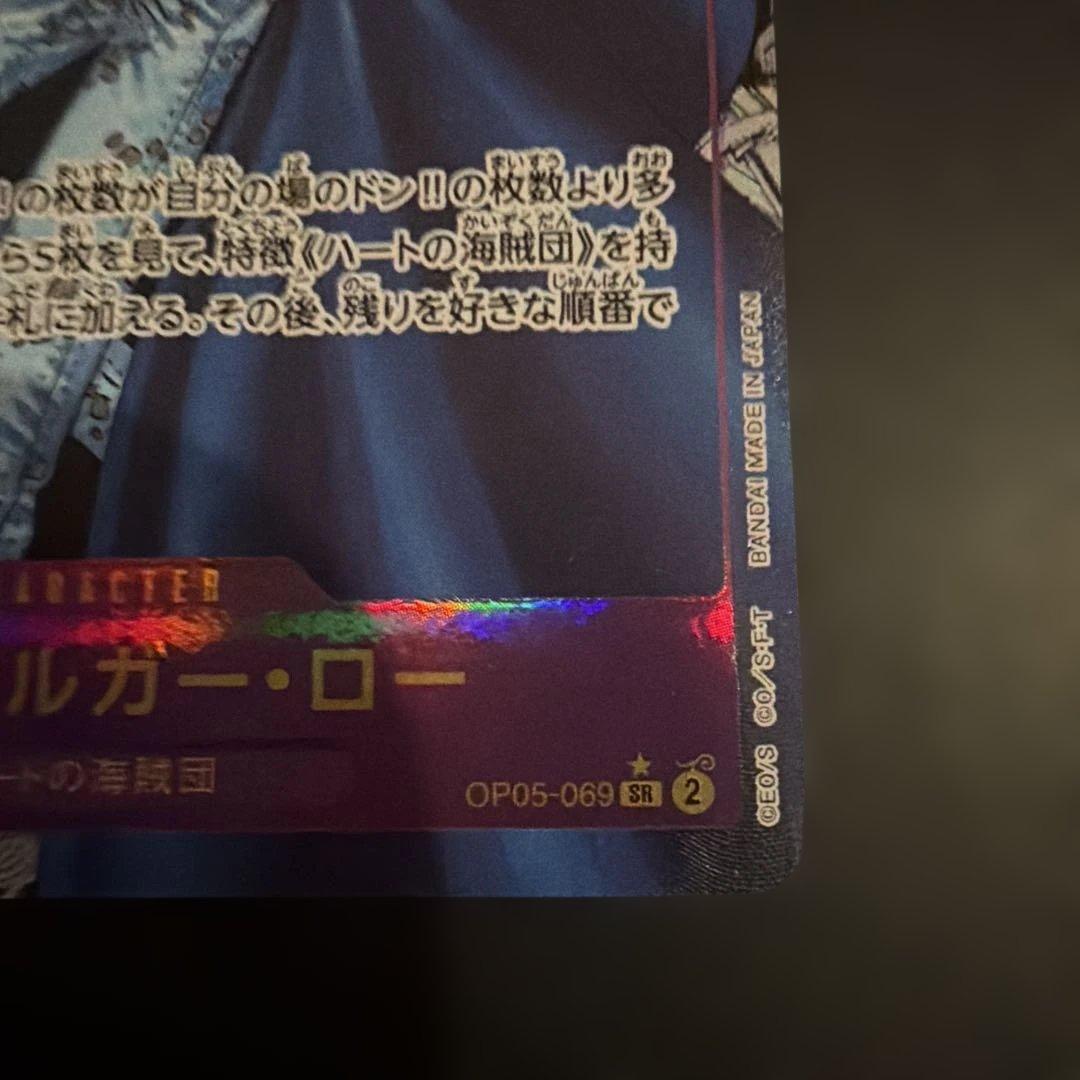 !の枚数が自分の場のドン!!の枚数より多
ら5枚を見て、特徴《ハートの海賊団》を持
札に加える。その後、残りを好きな順番で
ARACTER
ルガー・ロー
ートの海賊団
OP05-069 SR 2
©EO/S ©O/S·F·T BANDAI MADE IN JAPAN